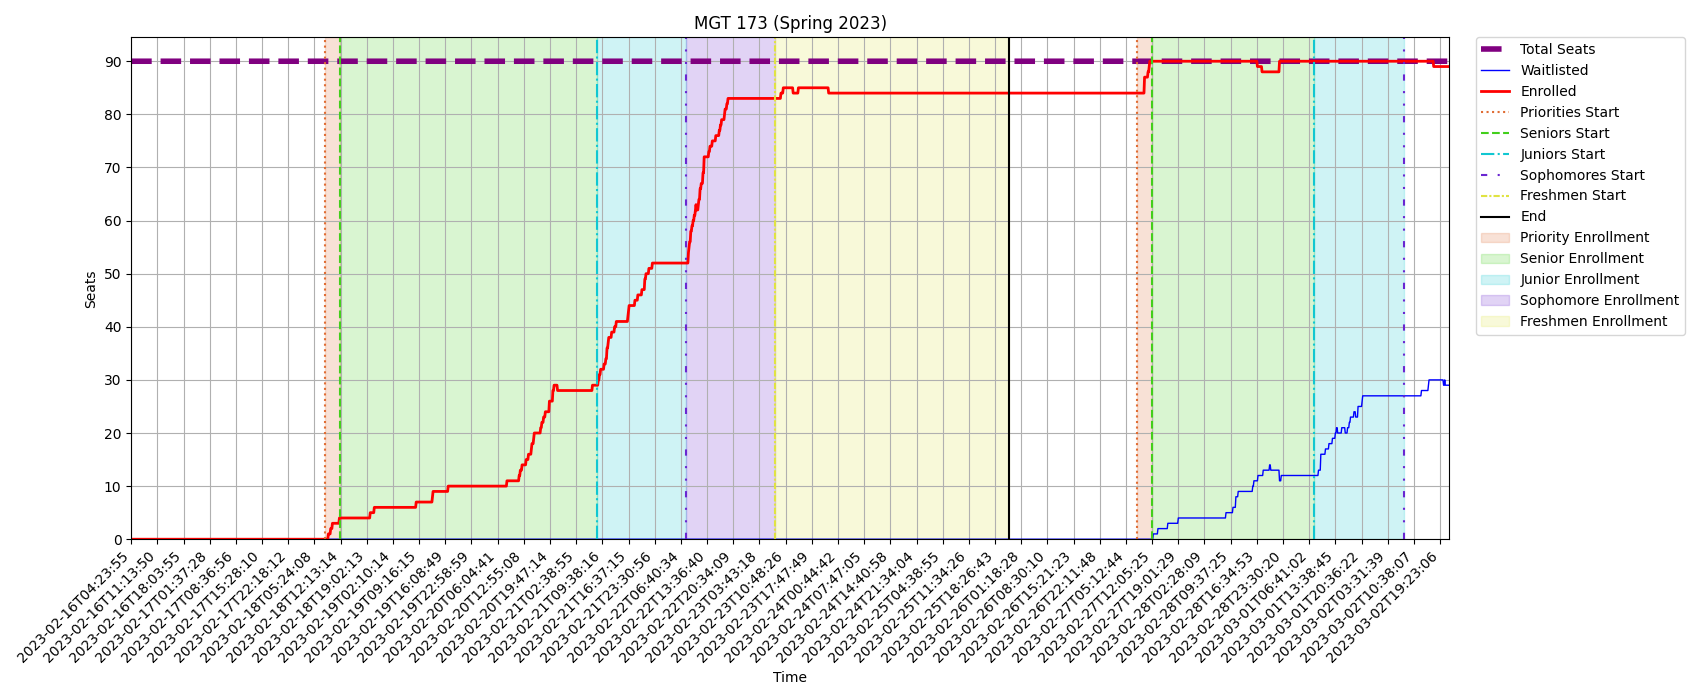 MGT 173 (Spring 2023)
Seats
90
80
70
60
50
40
30
20
10
0
2023-02-16T04:23:55
2023-02-16T11:13:50
2023-02-16T18:03:55
2023-02-17T01:37:28
2023-02-17T08:36:56
2023-02-17T15:28:10
2023-02-17T22:18:12
2023-02-18T05:24:08
2023-02-18T12:13:14
2023-02-18T19:02:13
2023-02-19T02:10:14
2023-02-19T09:16:15
2023-02-19T16:08:49
2023-02-19T22:58:59
2023-02-20T06:04:41
2023-02-20T12:55:08
2023-02-20T19:47:14
2023-02-21T02:38:55
2023-02-21T09:38:16
2023-02-21T16:37:15
2023-02-21T23:30:56
2023-02-22T06:40:34
2023-02-22T13:36:40
2023-02-22T20:34:09
2023-02-23T03:43:18
2023-02-23T10:48:26
2023-02-23T17:47:49
2023-02-24T00:44:42
2023-02-24T07:47:05
2023-02-24T14:40:58
2023-02-24T21:34:04
2023-02-25T04:38:55
2023-02-25T11:34:26
2023-02-25T18:26:43
2023-02-26T01:18:28
2023-02-26T08:30:10
2023-02-26T15:21:23
2023-02-26T22:11:48
2023-02-27T05:12:44
2023-02-27T12:05:25
2023-02-27T19:01:29
2023-02-28T02:28:09
2023-02-28T09:37:25
2023-02-28T16:34:53
2023-02-28T23:30:20
2023-03-01T06:41:02
2023-03-01T13:38:45
2023-03-01T20:36:22
2023-03-02T03:31:39
2023-03-02T10:38:07
2023-03-02T19:23:06
Time
Total Seats
Waitlisted
Enrolled
Priorities Start
Seniors Start
Juniors Start
Sophomores Start
Freshmen Start
End
Priority Enrollment
Senior Enrollment
Junior Enrollment
Sophomore Enrollment
Freshmen Enrollment